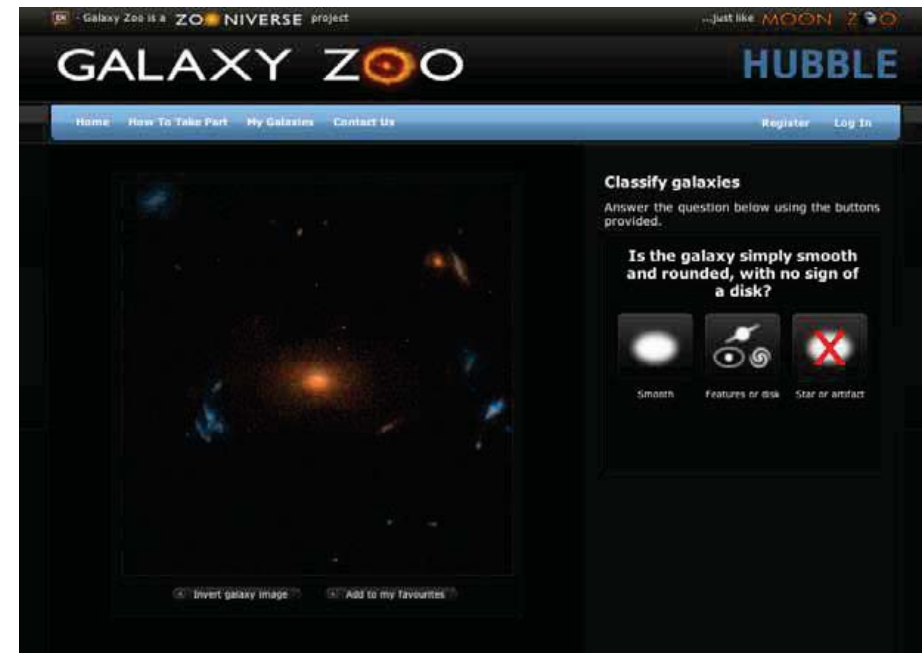 EN - Galaxy Zoo is a ZOONIVERSE project
...just like MOON ZOO
GALAXY ZOO
HUBBLE
Home How To Take Part My Galaxies Contact Us
Register Log In
Classify galaxies
Answer the question below using the buttons
provided.
Is the galaxy simply smooth
and rounded, with no sign of
a disk?
Smooth
Features or disk
Star or artifact
Invert galaxy image
Add to my favourites